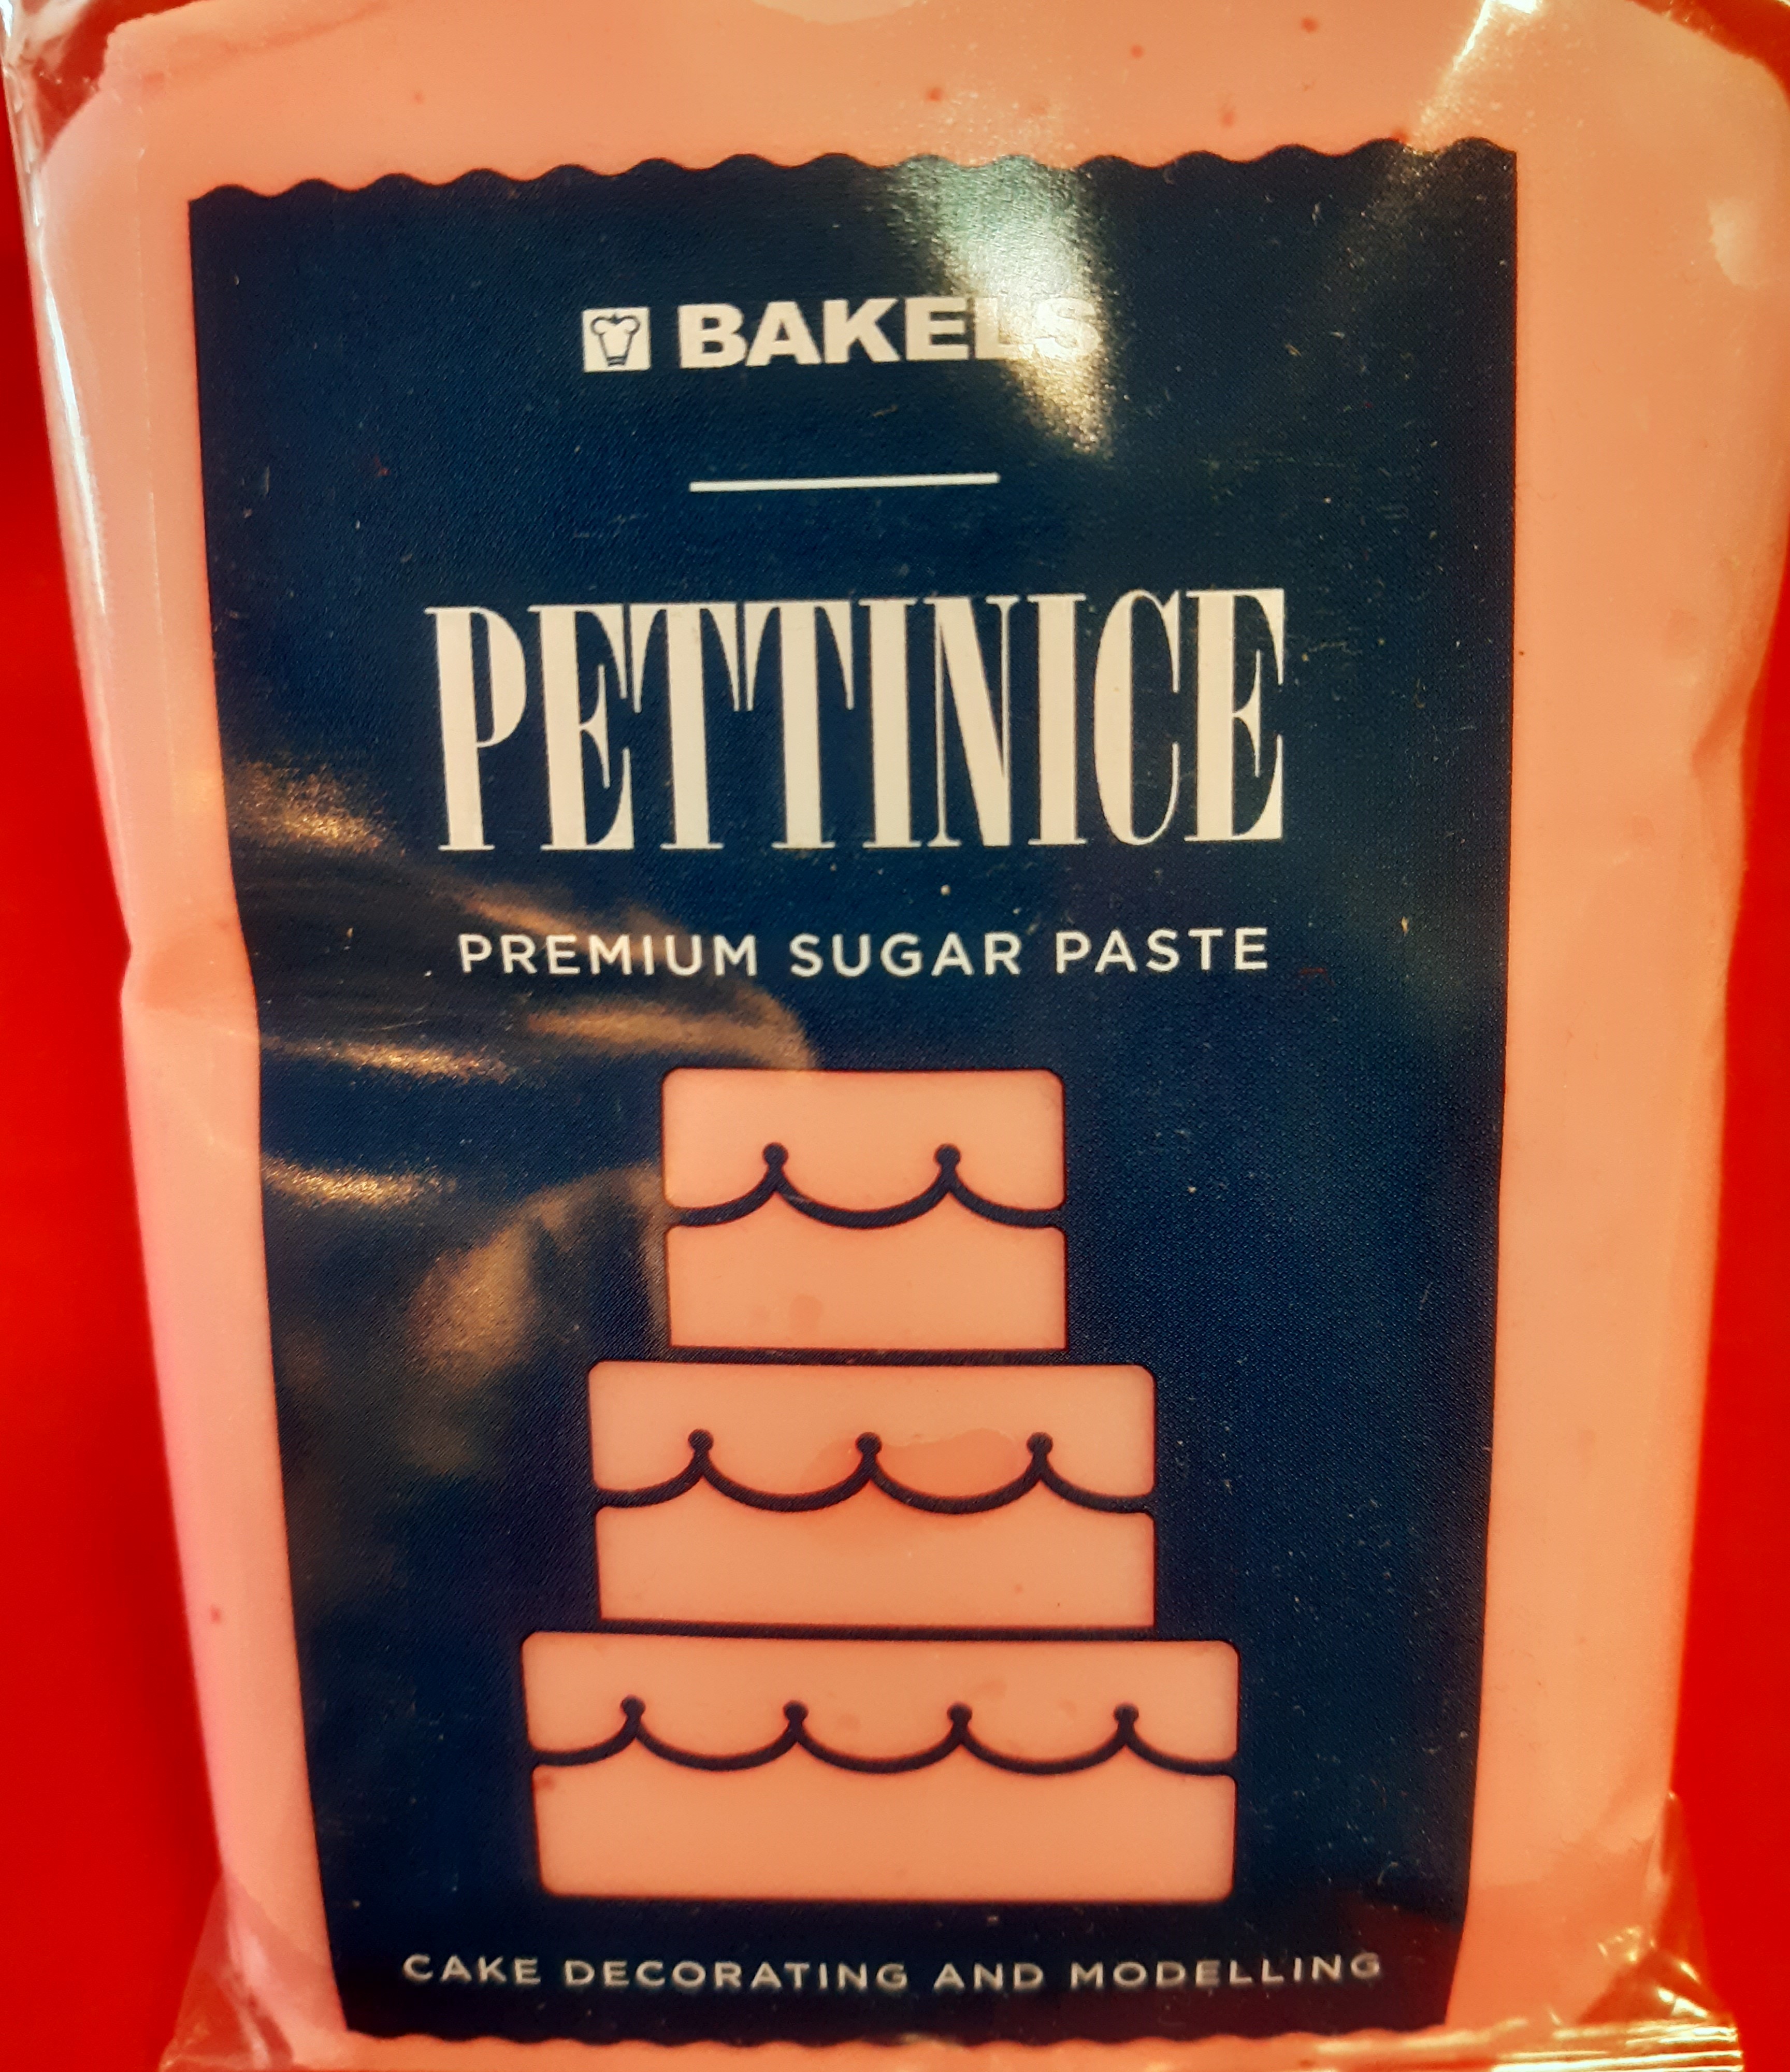 BAKELS
PETTINICE
PREMIUM SUGAR PASTE
CAKE DECORATING AND MODELLING